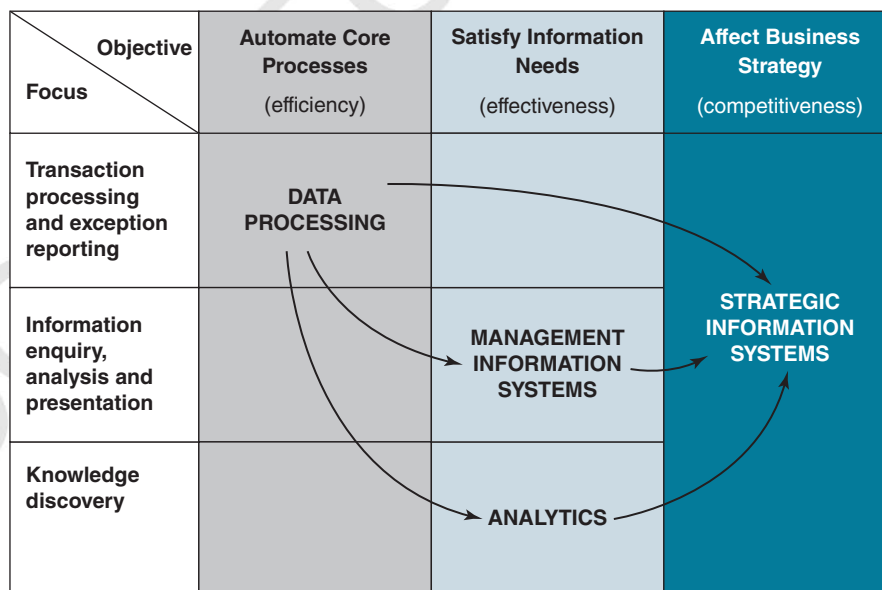 Objective
Focus
Automate Core
Processes
(efficiency)
Satisfy Information
Needs
(effectiveness)
Affect Business
Strategy
(competitiveness)
Transaction
processing
and exception
reporting
DATA
PROCESSING
Information
enquiry,
analysis and
presentation
MANAGEMENT
INFORMATION
SYSTEMS
STRATEGIC
INFORMATION
SYSTEMS
Knowledge
discovery
ANALYTICS